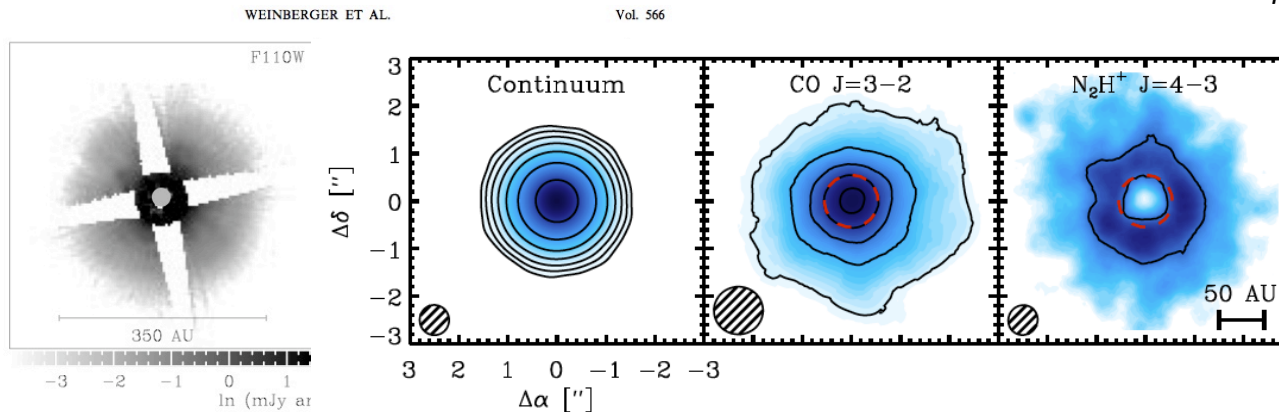 WEINBERGER ET AL. Vol. 566
F110W
350 AU
−3 −2 −1 0 1
ln (mJy ar
Continuum CO J=3−2 N₂H⁺ J=4−3
3
2
1
0
−1
−2
−3
Δδ ["]
50 AU
3 2 1 0 −1 −2 −3
Δα ["]